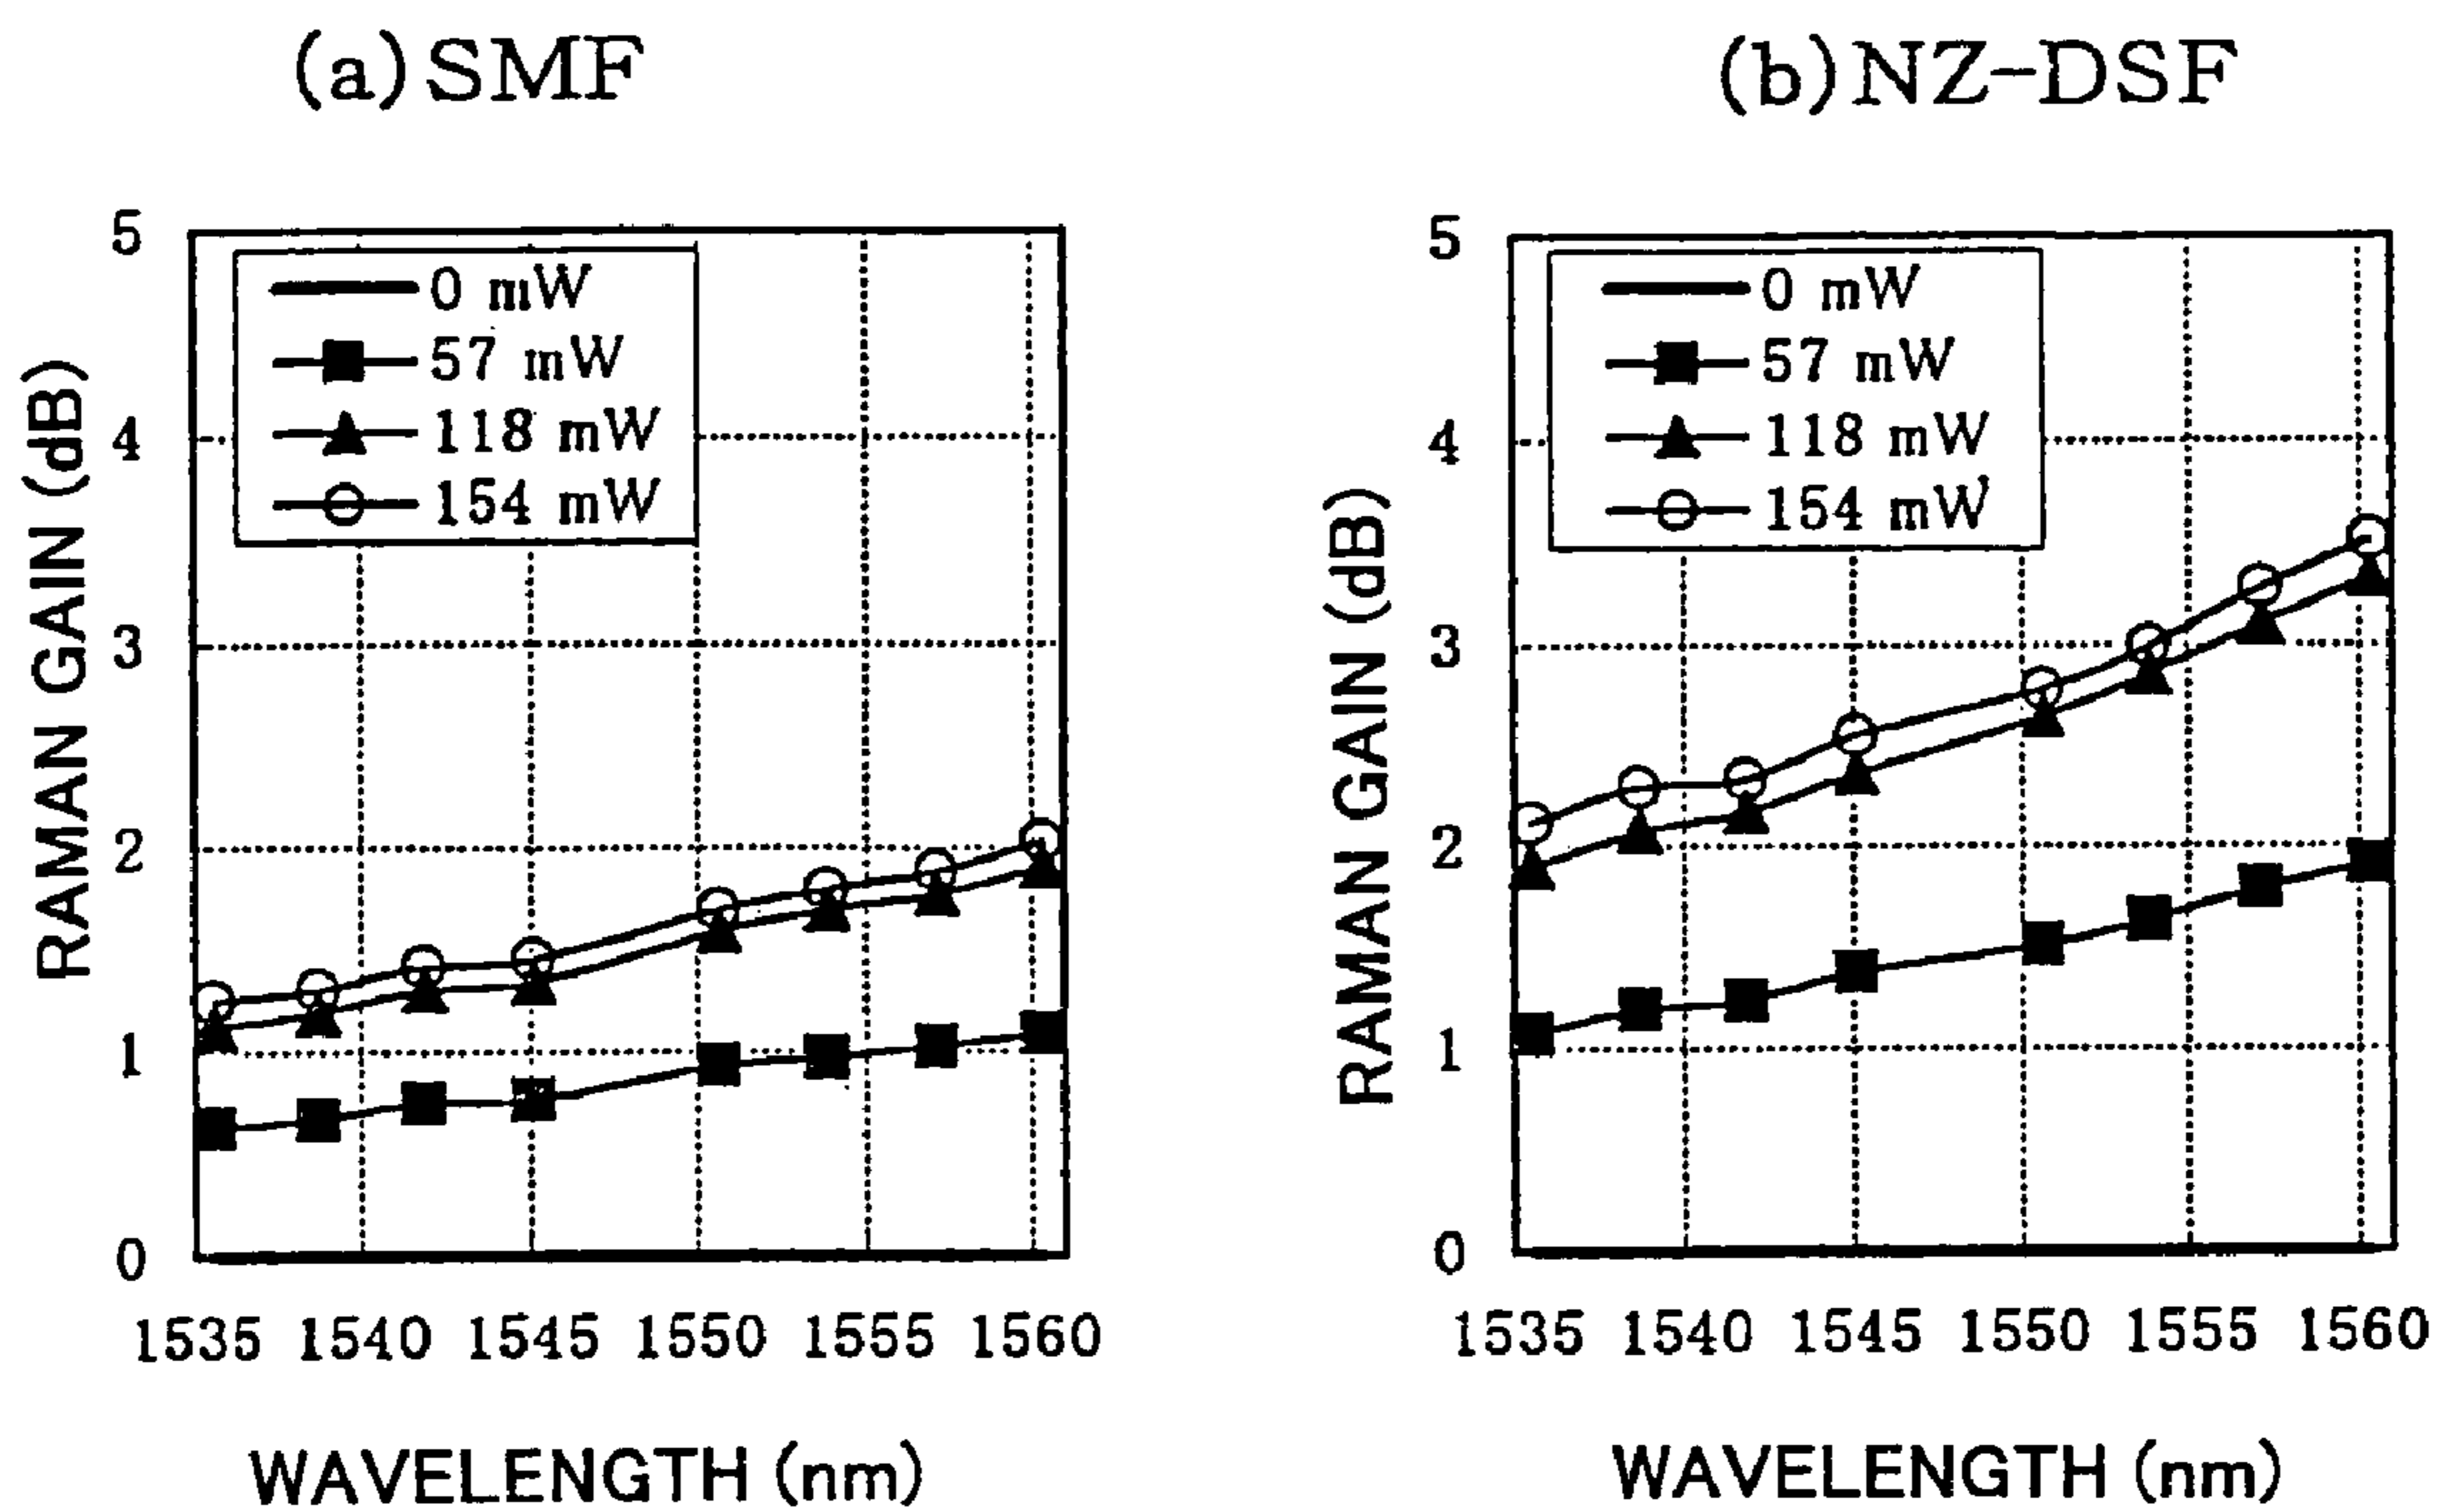 (a) SMF
RAMAN GAIN (dB)
5
4
3
2
1
0
0 mW
57 mW
118 mW
154 mW
1535 1540 1545 1550 1555 1560
WAVELENGTH (nm)
(b) NZ-DSF
RAMAN GAIN (dB)
5
4
3
2
1
0
0 mW
57 mW
118 mW
154 mW
1535 1540 1545 1550 1555 1560
WAVELENGTH (nm)